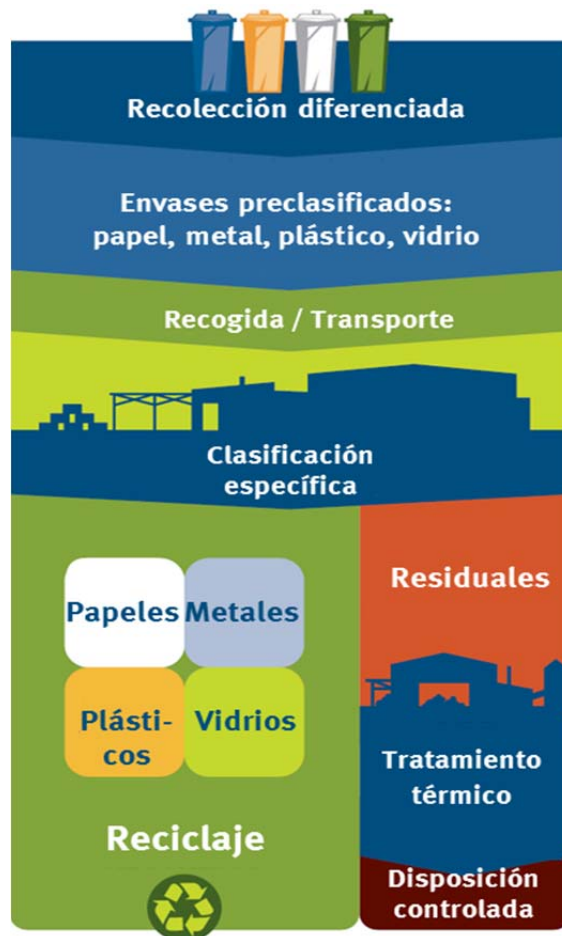 Recolección diferenciada
Envases preclasificados:
papel, metal, plástico, vidrio
Recogida / Transporte
Clasificación
específica
Papeles
Metales
Plásti-
cos
Vidrios
Reciclaje
Residuales
Tratamiento
térmico
Disposición
controlada